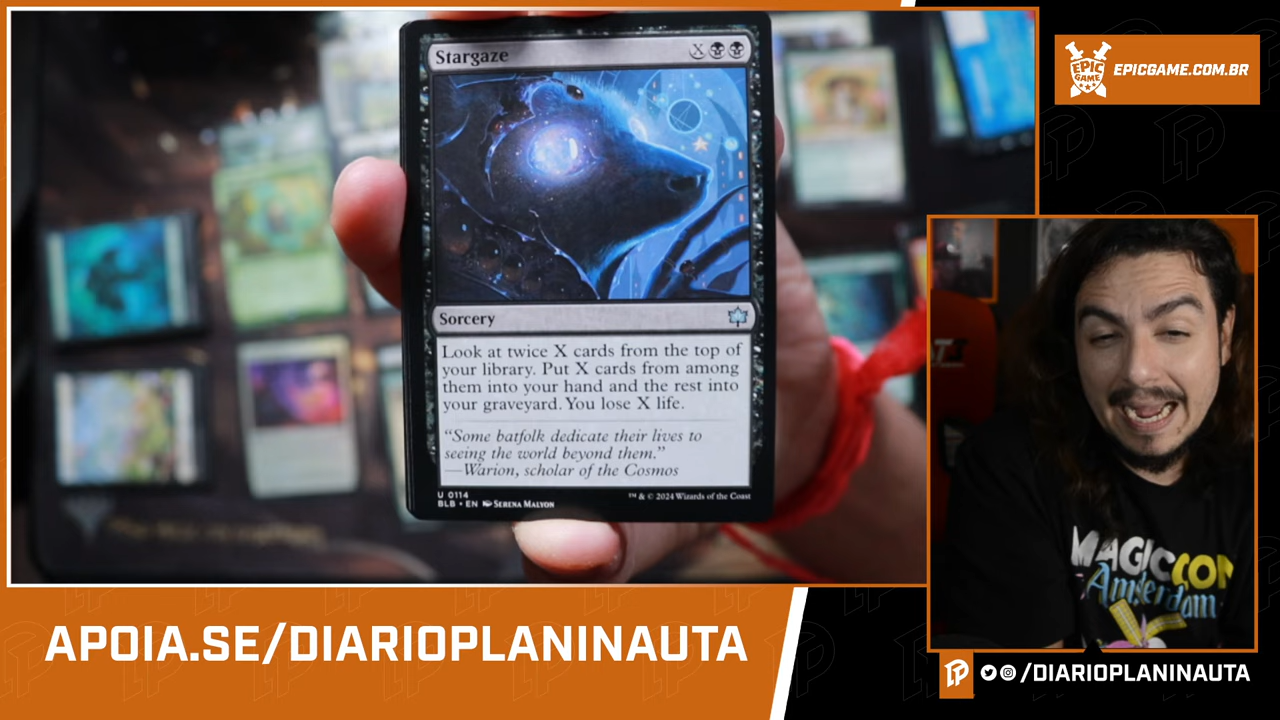 Stargaze X
Sorcery
Look at twice X cards from the top of
your library. Put X cards from among
them into your hand and the rest into
your graveyard. You lose X life.
“Some batfolk dedicate their lives to
seeing the world beyond them.”
—Warion, scholar of the Cosmos
U 0114
BLB • EN SERENA MALYON
™ & © 2024 Wizards of the Coast
EPIC
GAME
EPICGAME.COM.BR
MAGICCON
Amsterdam
APOIA.SE/DIARIOPLANINAUTA
/DIARIOPLANINAUTA